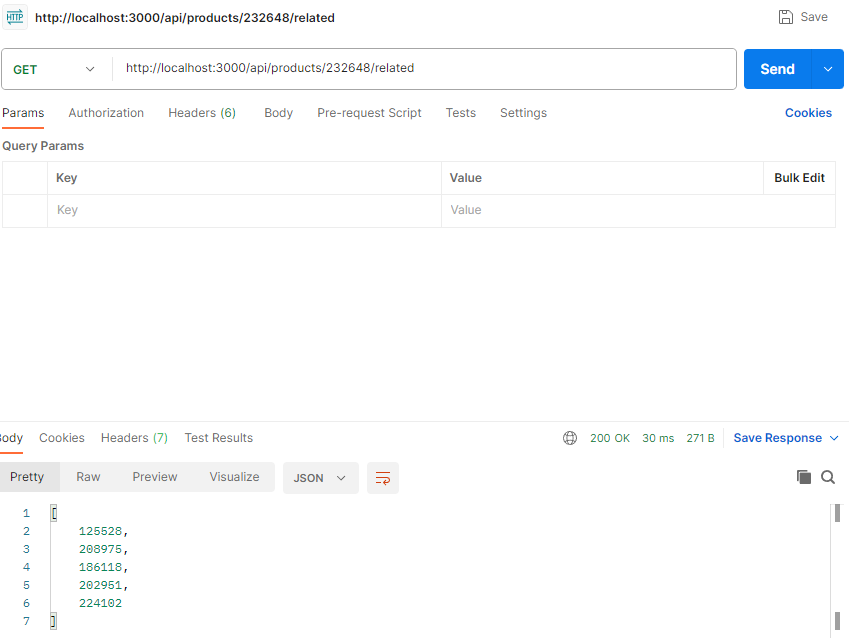 HTTP http://localhost:3000/api/products/232648/related Save
GET http://localhost:3000/api/products/232648/related Send
Params Authorization Headers (6) Body Pre-request Script Tests Settings Cookies
Query Params
Key Value Bulk Edit
Key Value
Body Cookies Headers (7) Test Results 200 OK 30 ms 271 B Save Response
Pretty Raw Preview Visualize JSON
1 [
2 125528,
3 208975,
4 186118,
5 202951,
6 224102
7 ]